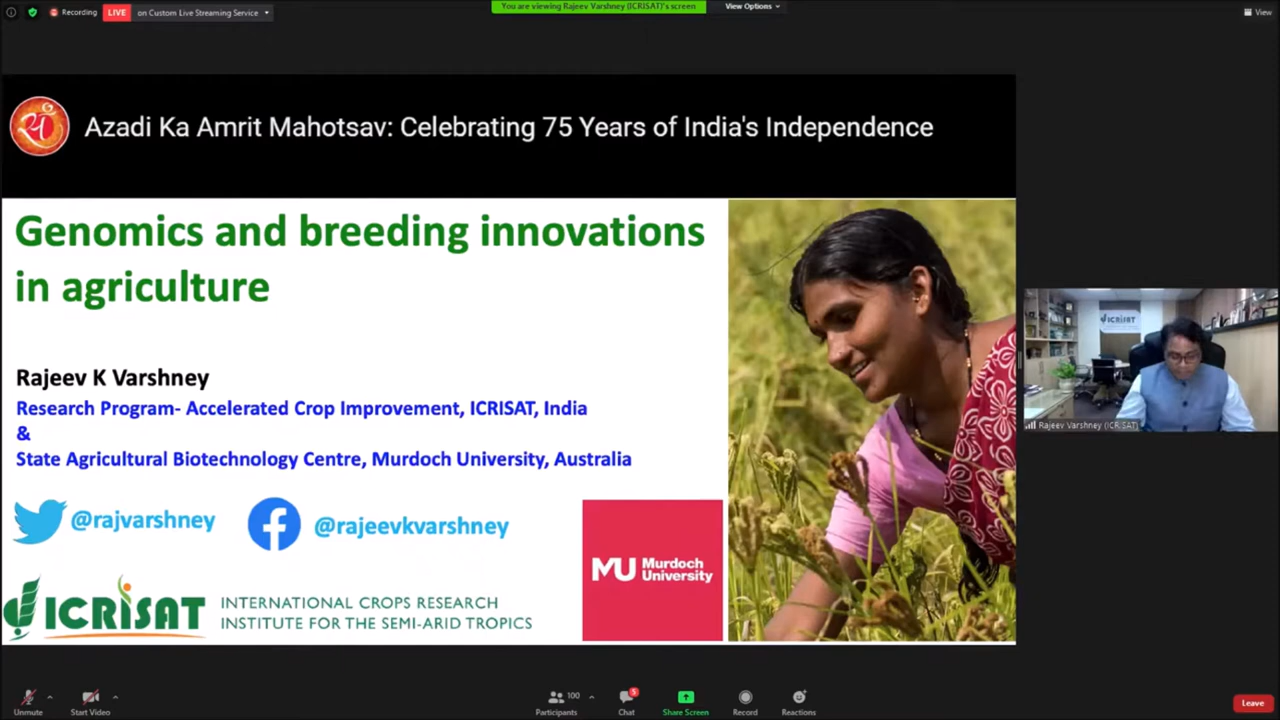 Recording
LIVE
on Custom Live Streaming Service
You are viewing Rajeev Varshney (ICRISAT)'s screen
View Options
View
Azadi Ka Amrit Mahotsav: Celebrating 75 Years of India's Independence
Genomics and breeding innovations
in agriculture
Rajeev K Varshney
Research Program- Accelerated Crop Improvement, ICRISAT, India
&
State Agricultural Biotechnology Centre, Murdoch University, Australia
@rajvarshney
@rajeevkvarshney
MU Murdoch
University
ICRISAT
INTERNATIONAL CROPS RESEARCH
INSTITUTE FOR THE SEMI-ARID TROPICS
ICRISAT
Rajeev Varshney (ICRISAT)
Unmute
Start Video
100
Participants
5
Chat
Share Screen
Record
Reactions
Leave